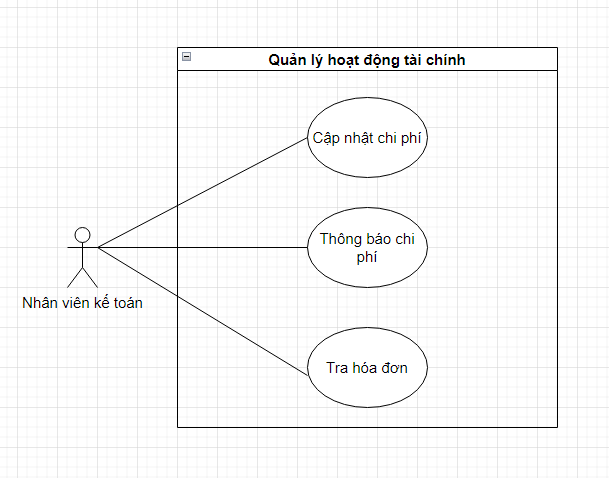 Quản lý hoạt động tài chính
Cập nhật chi phí
Thông báo chi
phí
Nhân viên kế toán
Tra hóa đơn